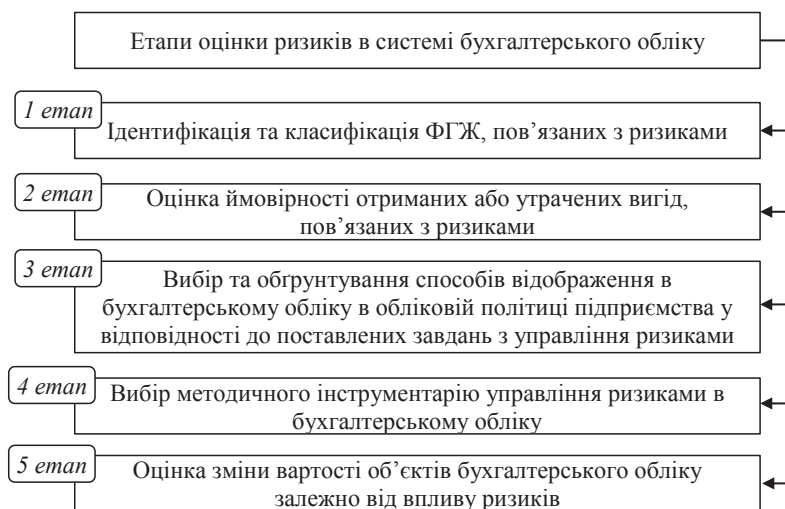 Етапи оцінки ризиків в системі бухгалтерського обліку
1 етап
Ідентифікація та класифікація ФГЖ, пов’язаних з ризиками
2 етап
Оцінка ймовірності отриманих або утрачених вигід,
пов’язаних з ризиками
3 етап
Вибір та обґрунтування способів відображення в
бухгалтерському обліку в обліковій політиці підприємства у
відповідності до поставлених завдань з управління ризиками
4 етап
Вибір методичного інструментарію управління ризиками в
бухгалтерському обліку
5 етап
Оцінка зміни вартості об’єктів бухгалтерського обліку
залежно від впливу ризиків